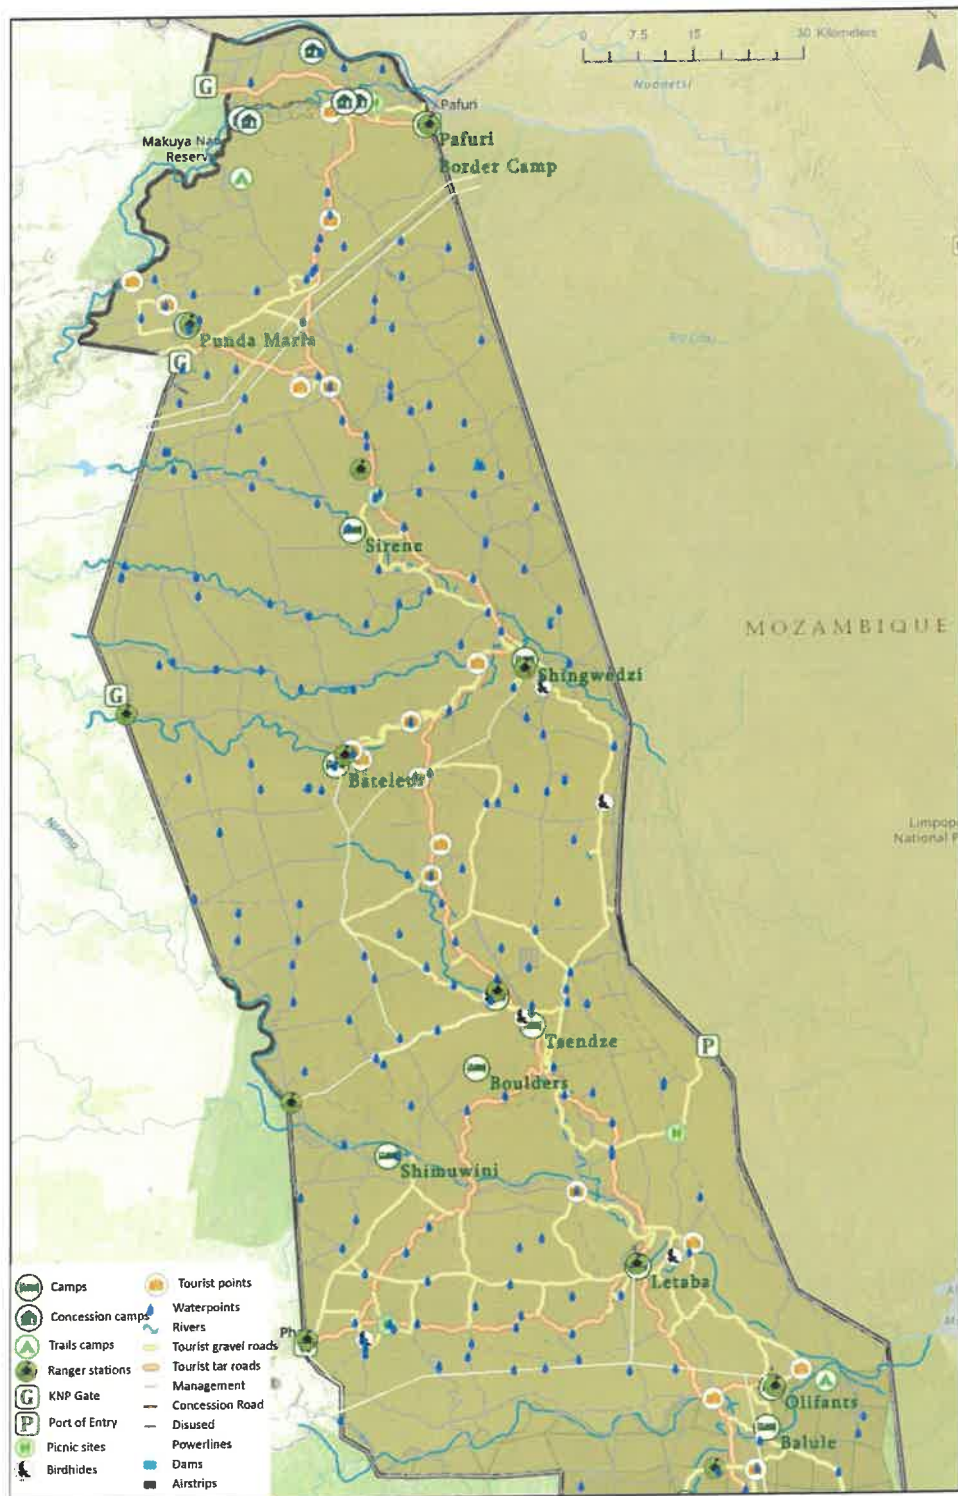 0 7.5 15 30 Kilometers
Nuanetsi
G
Pafuri
Makuya
Reserv
Pafuri
Border Camp
Punda Maria
G
Sirene
MOZAMBIQUE
Shingwedzi
G
Bateleur
Limpop
National P
Tsendze
P
Boulders
Shimuwini
Letaba
Ph
Olifants
Balule
Camps
Concession camps
Trails camps
Ranger stations
G KNP Gate
P Port of Entry
Picnic sites
Birdhides
Tourist points
Waterpoints
Rivers
Tourist gravel roads
Tourist tar roads
Management
Concession Road
Disused
Powerlines
Dams
Airstrips